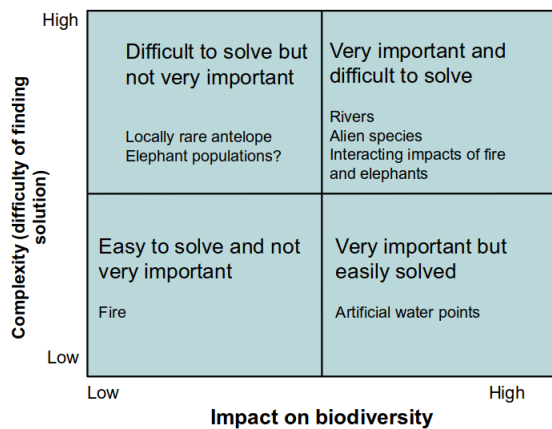 High
Difficult to solve but
not very important
Locally rare antelope
Elephant populations?
Very important and
difficult to solve
Rivers
Alien species
Interacting impacts of fire
and elephants
Complexity (difficulty of finding
solution)
Easy to solve and not
very important
Fire
Very important but
easily solved
Artificial water points
Low
Low
High
Impact on biodiversity